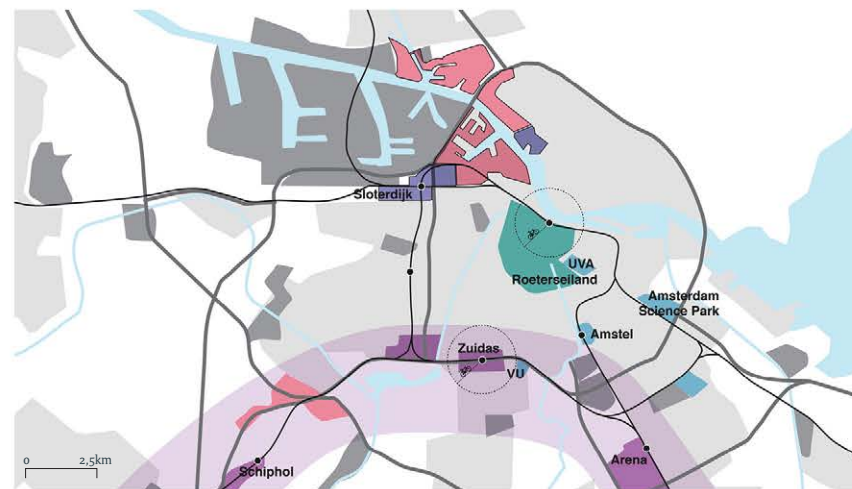 Sloterdijk
UVA
Roeterseiland
Amsterdam
Science Park
Amstel
Zuidas
VU
0 2,5km
Schiphol
Arena